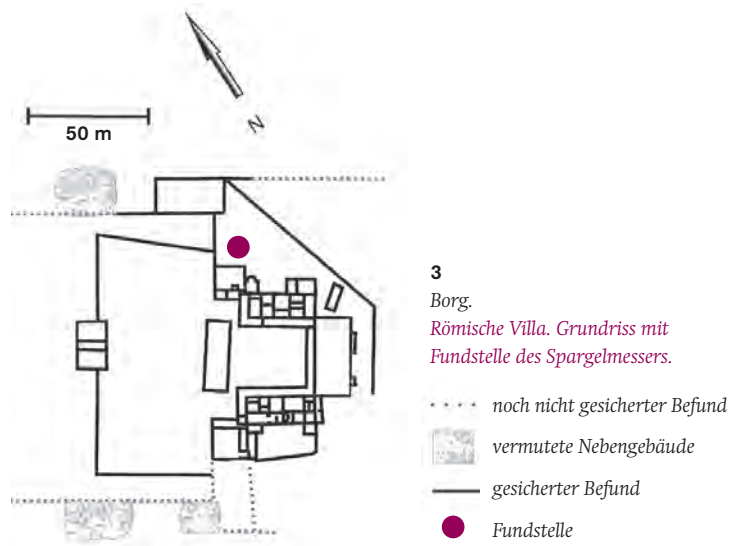 N
50 m
3
Borg.
Römische Villa. Grundriss mit
Fundstelle des Spargelmessers.
noch nicht gesicherter Befund
vermutete Nebengebäude
gesicherter Befund
Fundstelle